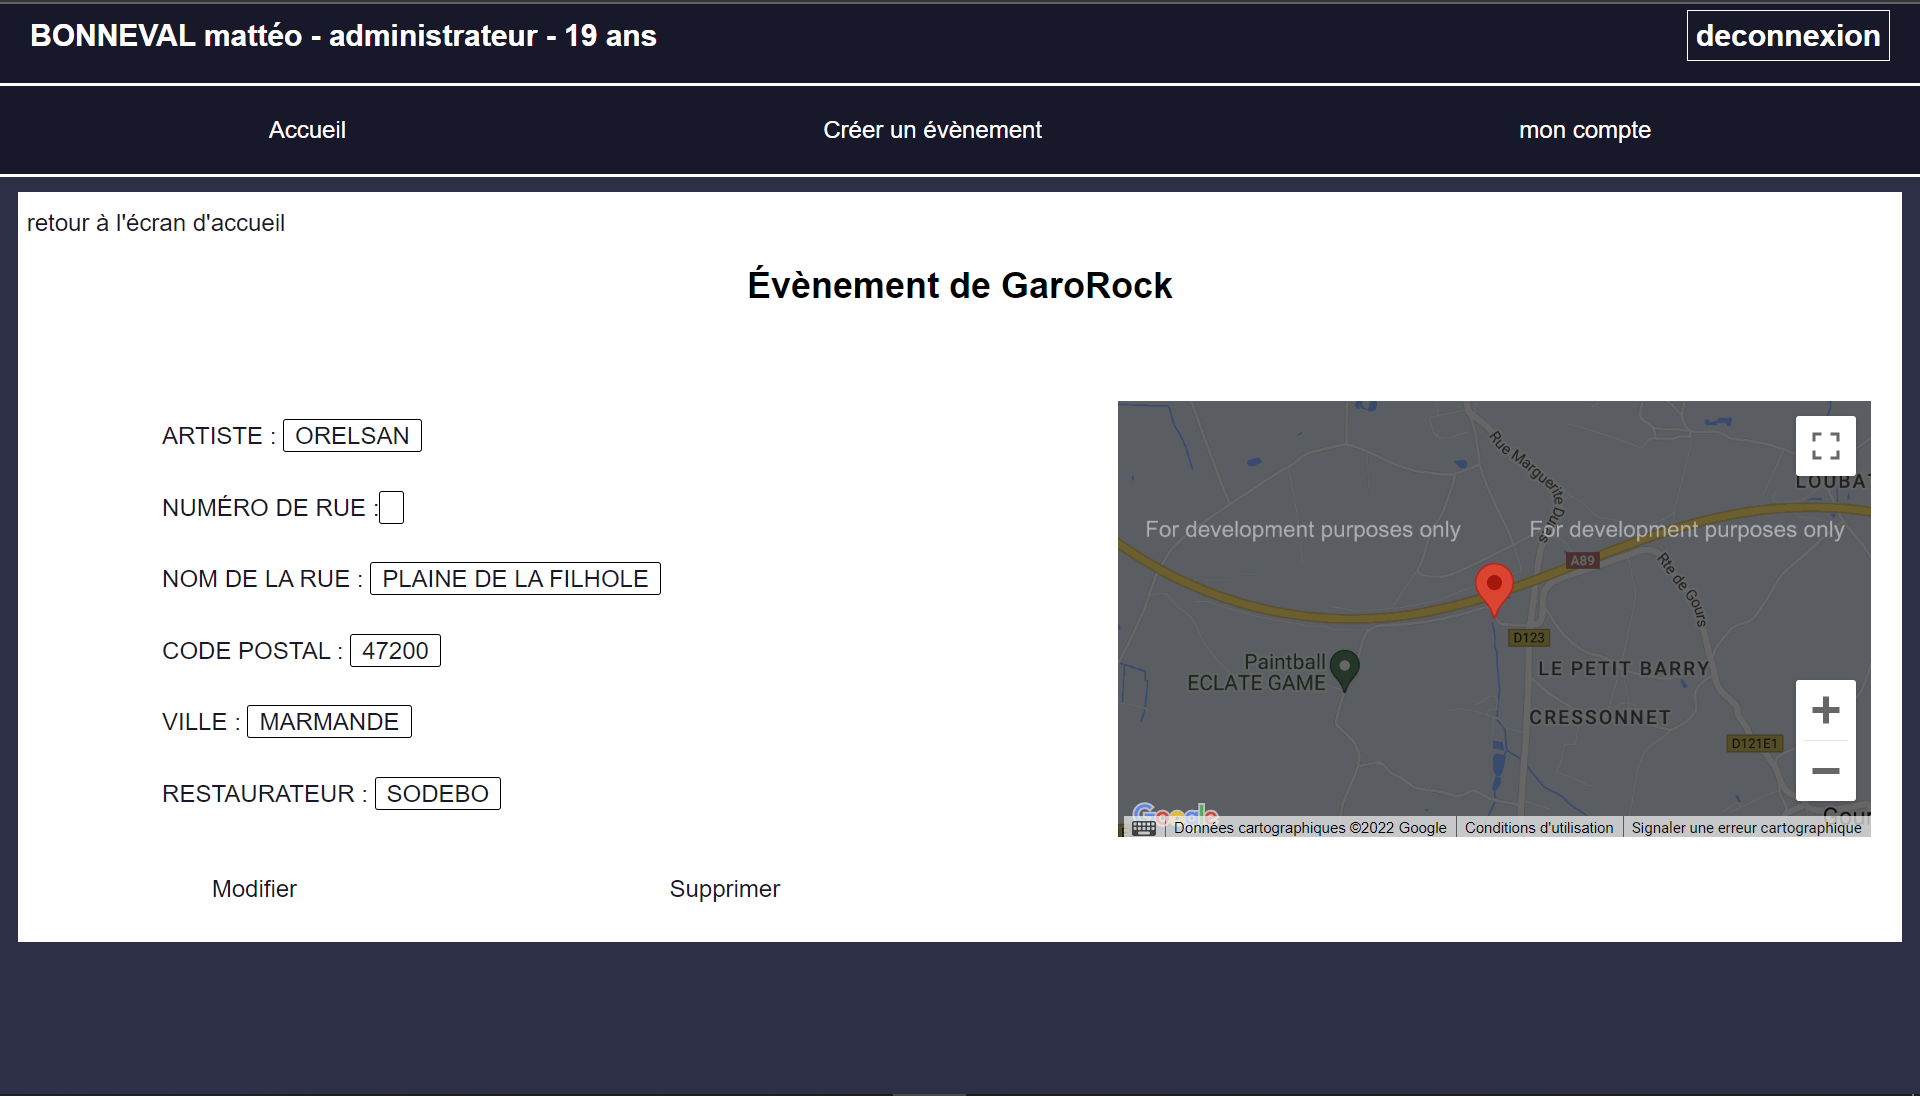 BONNEVAL mattéo - administrateur - 19 ans
deconnexion
Accueil
Créer un évènement
mon compte
retour à l'écran d'accueil
Évènement de GaroRock
ARTISTE : ORELSAN
NUMÉRO DE RUE :
NOM DE LA RUE : PLAINE DE LA FILHOLE
CODE POSTAL : 47200
VILLE : MARMANDE
RESTAURATEUR : SODEBO
Modifier
Supprimer
Rue Marguerite Duras
For development purposes only
For development purposes only
A89
Rte de Gours
D123
Paintball
ECLATE GAME
LE PETIT BARRY
CRESSONNET
D121E1
Google
Données cartographiques ©2022 Google
Conditions d'utilisation
Signaler une erreur cartographique